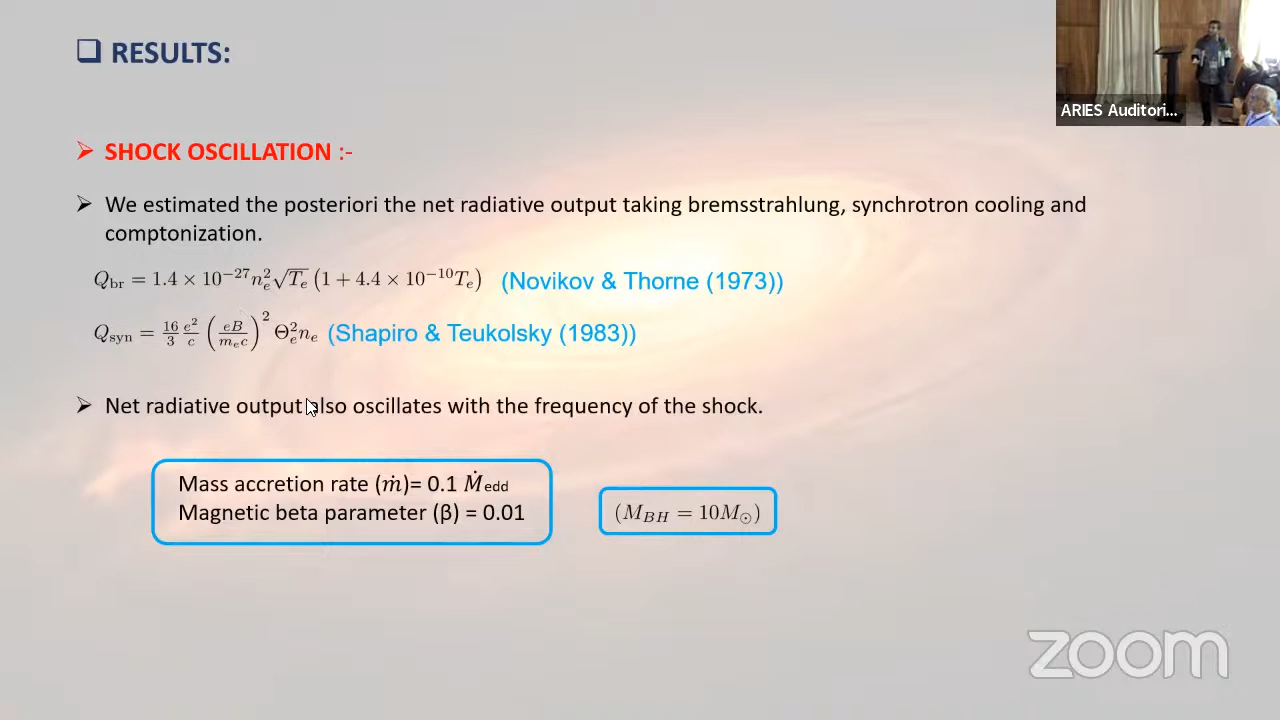 ❑ RESULTS:
ARIES Auditori...
➢ SHOCK OSCILLATION :-
➢ We estimated the posteriori the net radiative output taking bremsstrahlung, synchrotron cooling and
comptonization.
Q_br = 1.4 × 10^−27 n_e^2 √T_e (1 + 4.4 × 10^−10 T_e) (Novikov & Thorne (1973))
Q_syn = 16/3 e^2/c (eB/m_e c)^2 Θ_e^2 n_e (Shapiro & Teukolsky (1983))
➢ Net radiative output also oscillates with the frequency of the shock.
Mass accretion rate (ṁ)= 0.1 Ṁ_edd
Magnetic beta parameter (β) = 0.01
(M_BH = 10M_⊙)
zoom